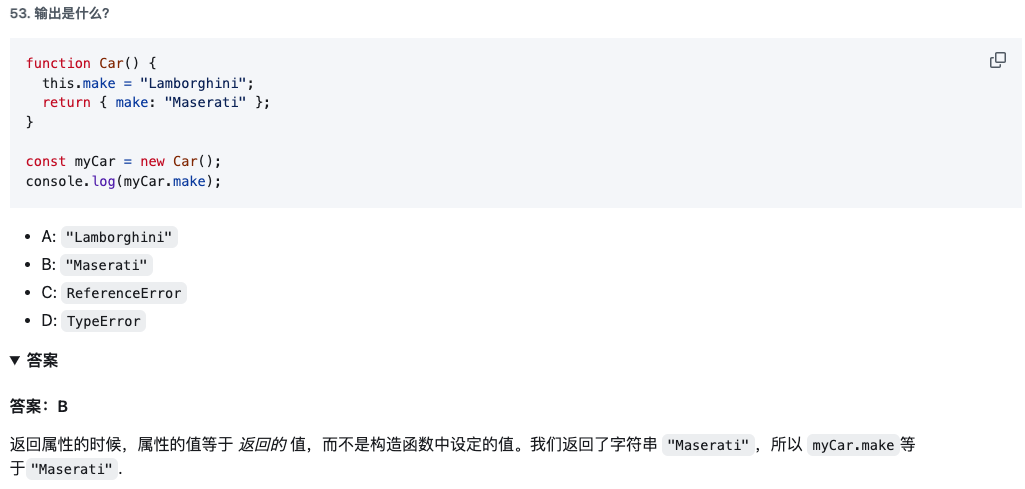 53. 输出是什么?
function Car() {
  this.make = "Lamborghini";
  return { make: "Maserati" };
}

const myCar = new Car();
console.log(myCar.make);
• A: "Lamborghini"
• B: "Maserati"
• C: ReferenceError
• D: TypeError
▼ 答案
答案：B
返回属性的时候，属性的值等于 返回的 值，而不是构造函数中设定的值。我们返回了字符串 "Maserati"，所以 myCar.make 等
于 "Maserati".